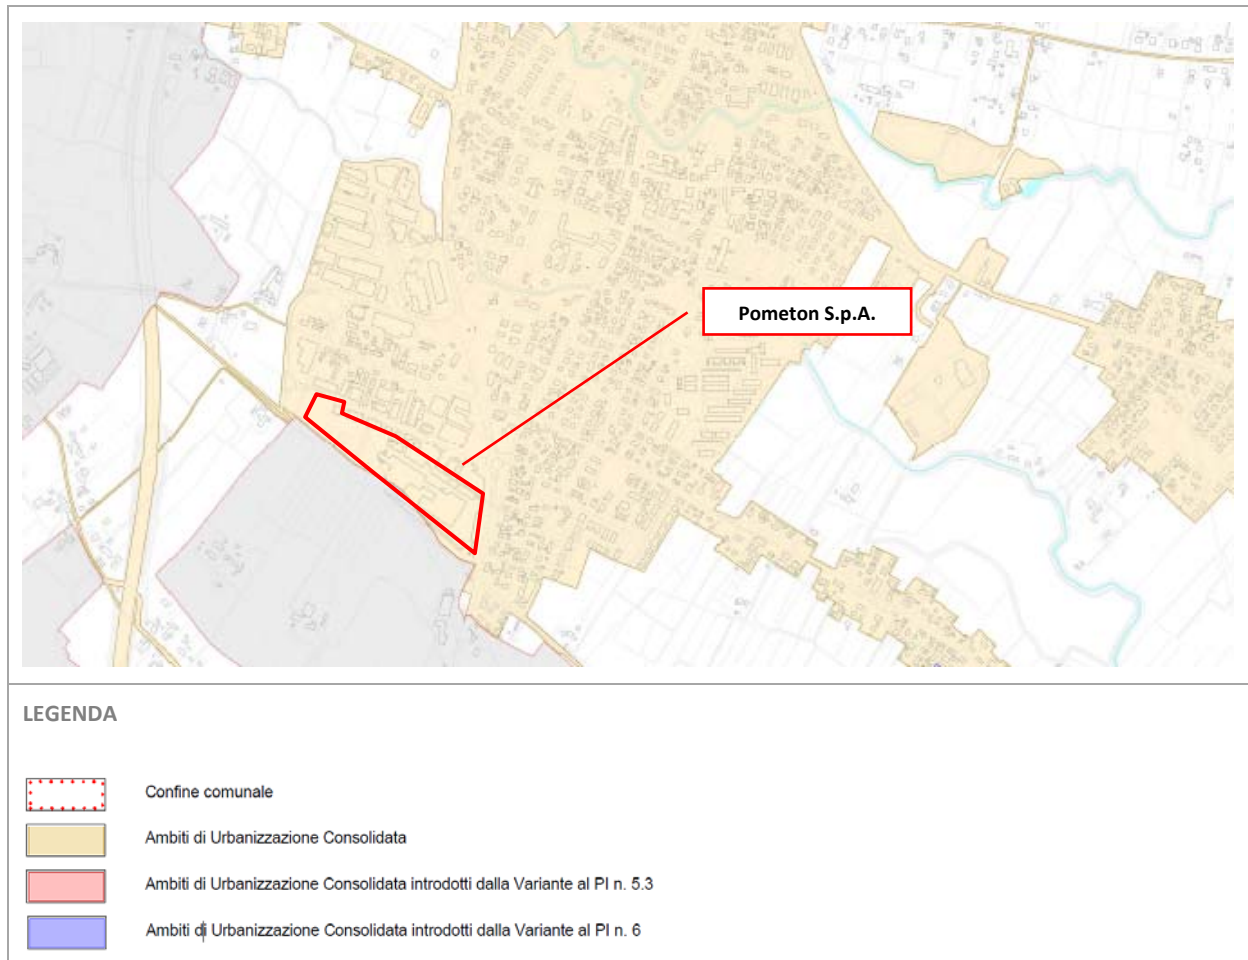 Pometon S.p.A.
LEGENDA
Confine comunale
Ambiti di Urbanizzazione Consolidata
Ambiti di Urbanizzazione Consolidata introdotti dalla Variante al PI n. 5.3
Ambiti di Urbanizzazione Consolidata introdotti dalla Variante al PI n. 6